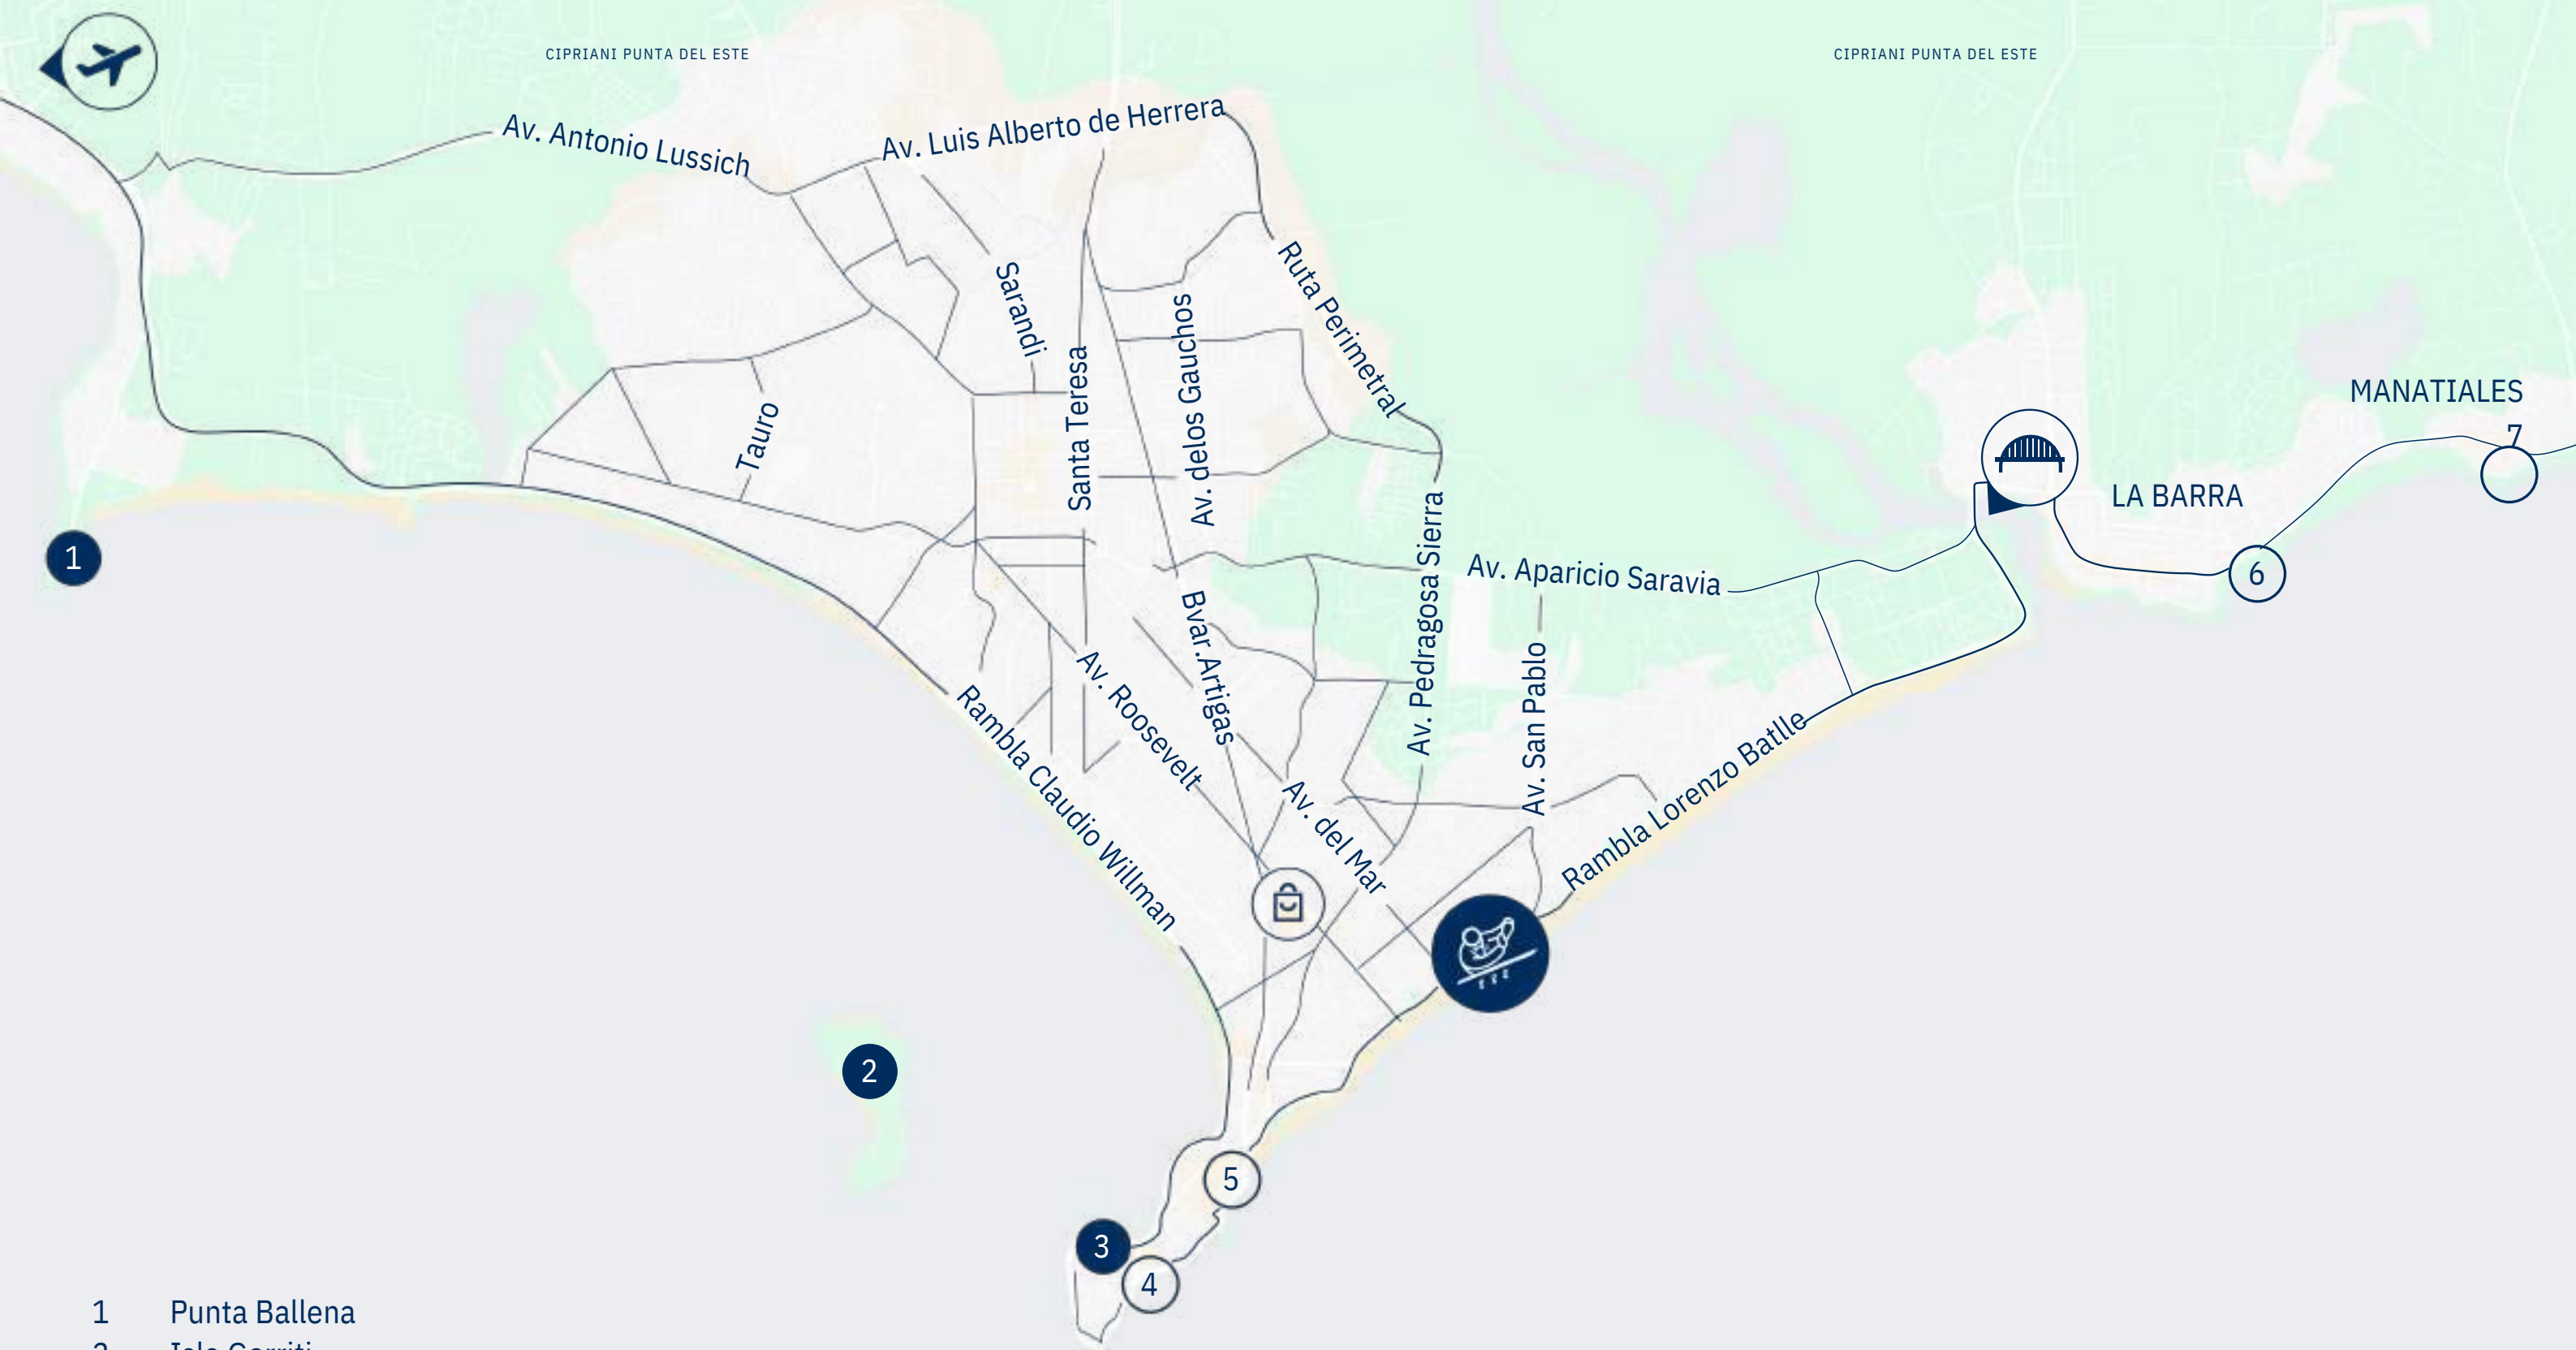 CIPRIANI PUNTA DEL ESTE
CIPRIANI PUNTA DEL ESTE
Av. Antonio Lussich
Av. Luis Alberto de Herrera
Sarandi
Ruta Perimetral
Av. delos Gauchos
Santa Teresa
Tauro
MANATIALES
7
LA BARRA
1
6
Av. Pedragosa Sierra
Av. Aparicio Saravia
Bvar.Artigas
Av. San Pablo
Av. Roosevelt
Rambla Claudio Willman
Av. del Mar
Rambla Lorenzo Batlle
2
5
3
4
1 Punta Ballena
2 Isla Gorriti